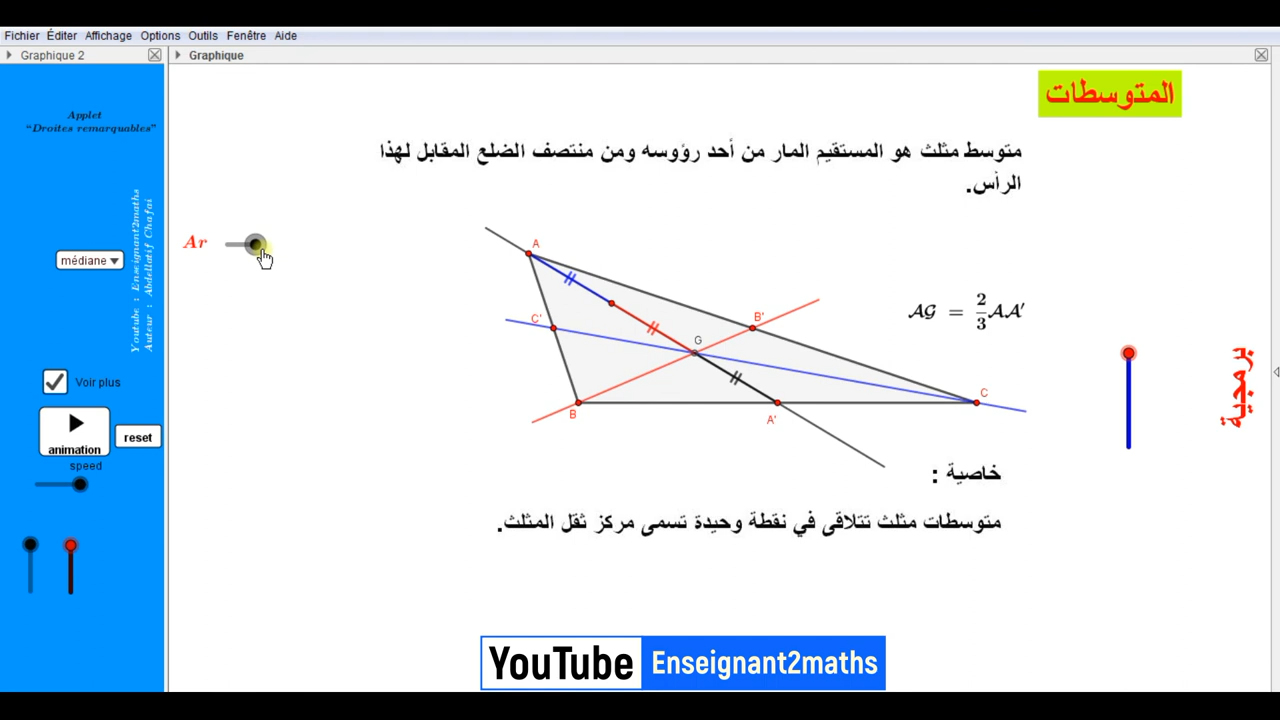 Fichier Éditer Affichage Options Outils Fenêtre Aide
Graphique 2
Graphique
Applet
“Droites remarquables”
Youtube : Enseignant2maths
Auteur : Abdellatif Chafai
médiane
Voir plus
animation
reset
speed
Ar
المتوسطات
متوسط مثلث هو المستقيم المار من أحد رؤوسه ومن منتصف الضلع المقابل لهذا
الرأس.
A
C'
B'
G
B
A'
C
AG = 2/3 AA'
برمجية
خاصية :
متوسطات مثلث تتلاقى في نقطة وحيدة تسمى مركز ثقل المثلث.
YouTube Enseignant2maths